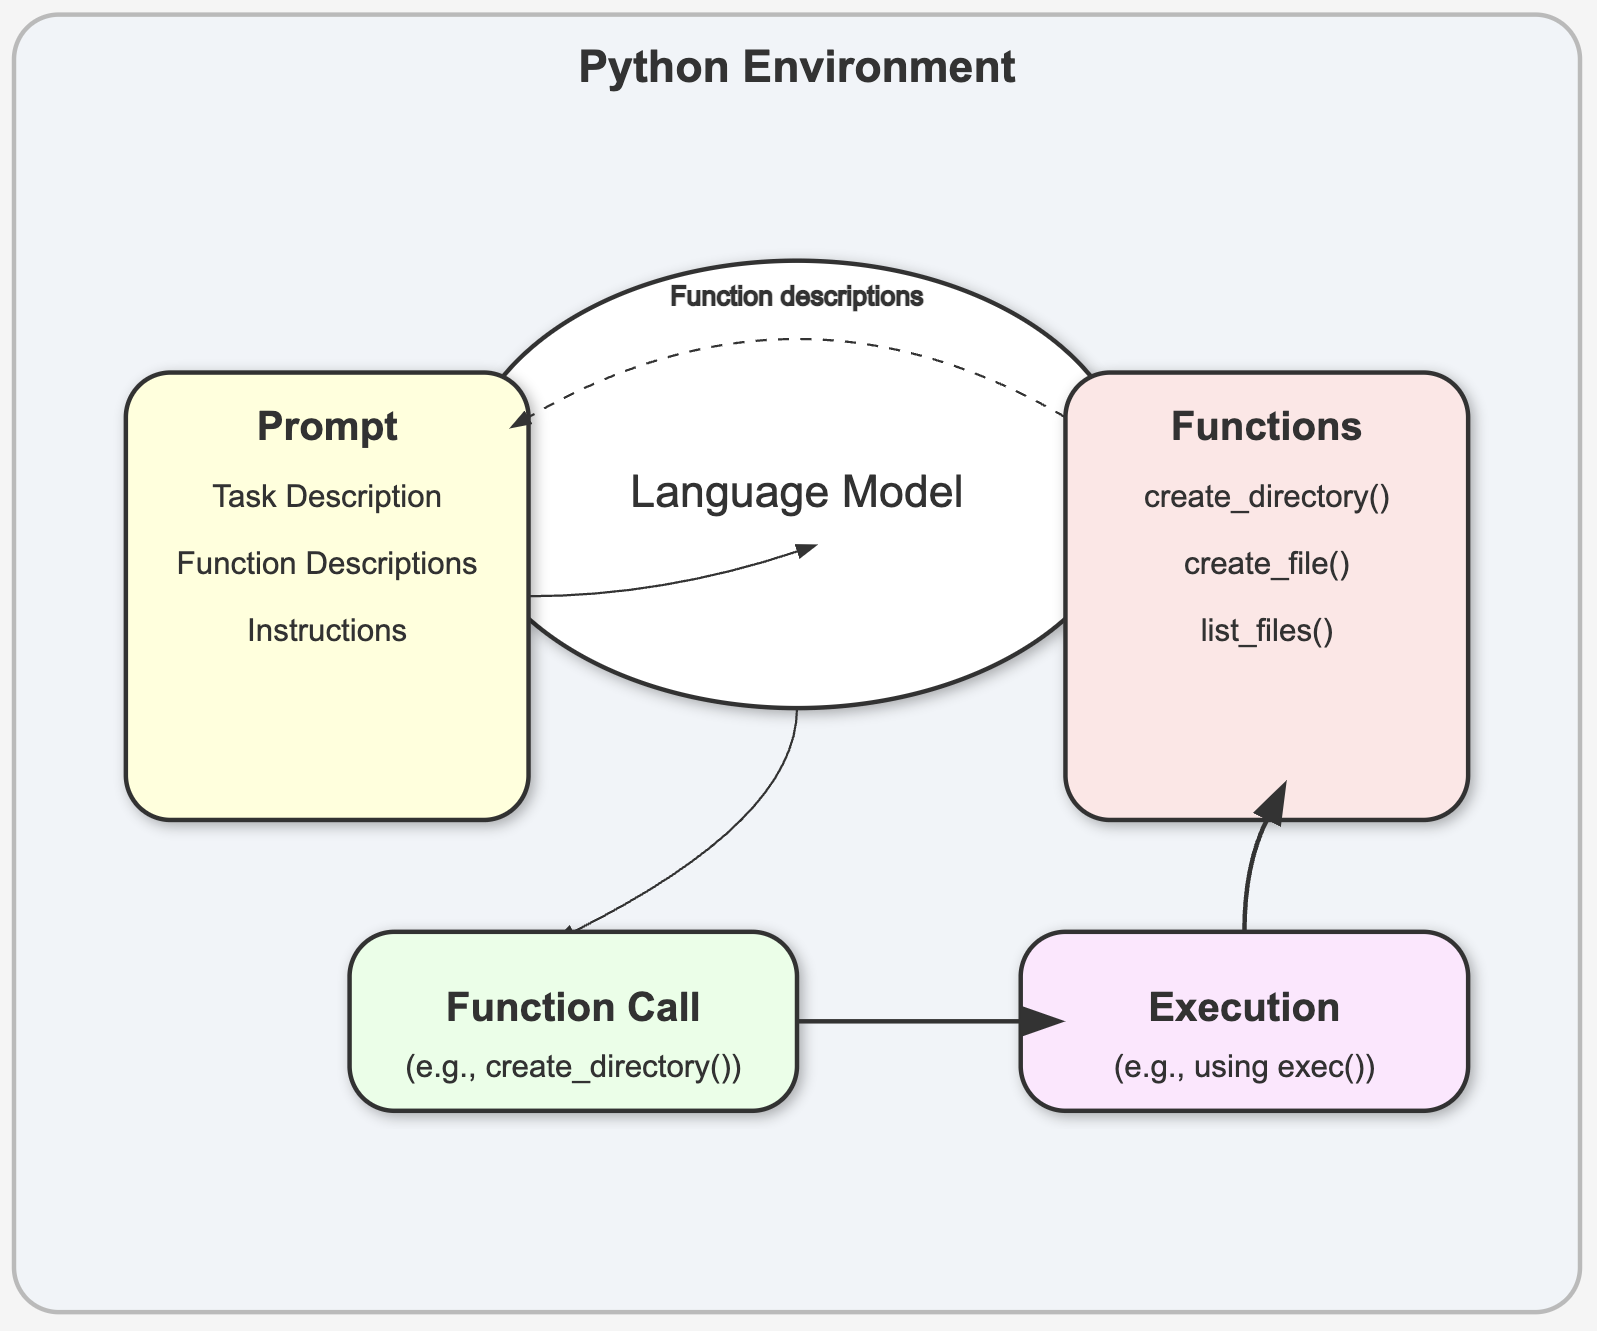 Python Environment
Function descriptions
Prompt
Task Description
Function Descriptions
Instructions
Language Model
Functions
create_directory()
create_file()
list_files()
Function Call
(e.g., create_directory())
Execution
(e.g., using exec())